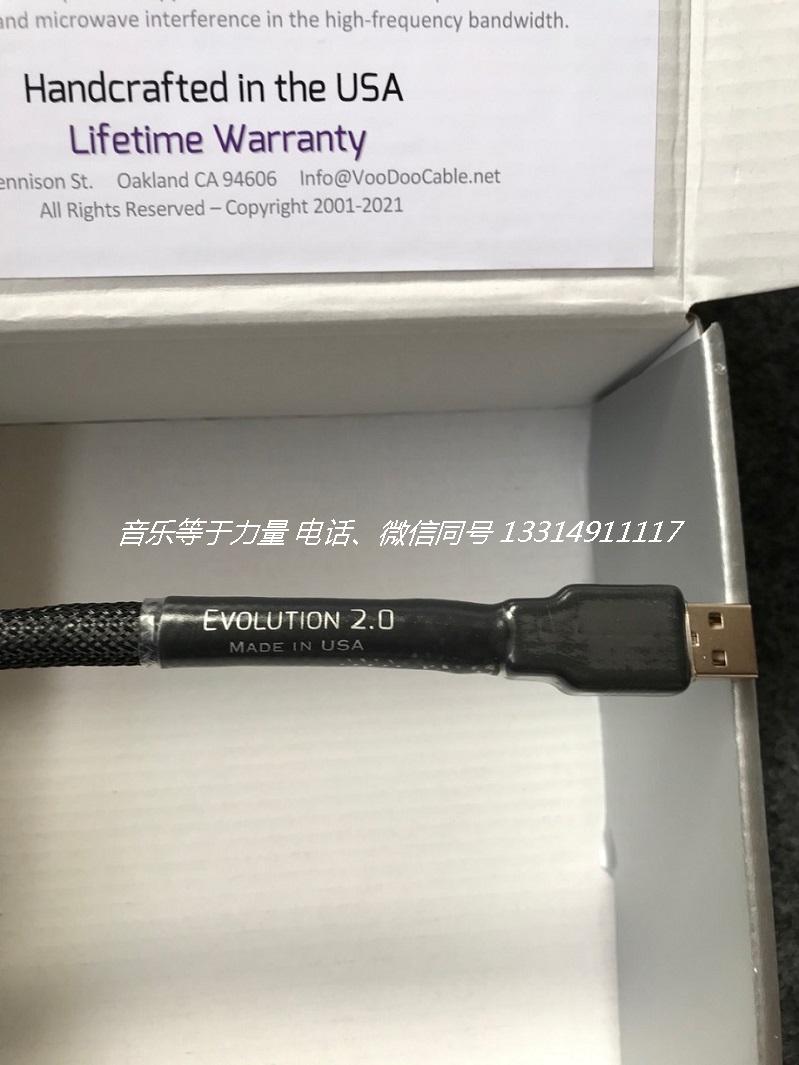 and microwave interference in the high-frequency bandwidth.
Handcrafted in the USA
Lifetime Warranty
St. Oakland CA 94606 Info@VooDooCable.net
All Rights Reserved – Copyright 2001-2021
音乐等于力量 电话、微信同号 13314911117
EVOLUTION 2.0
MADE IN USA